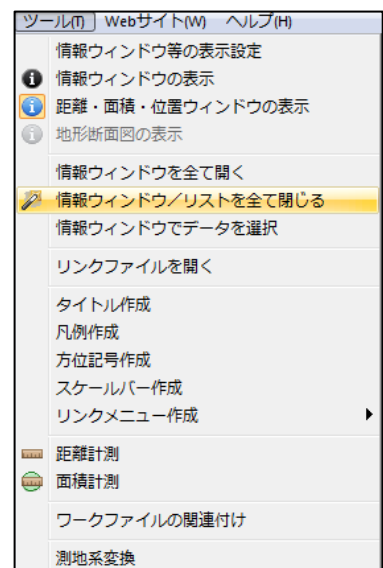 ツール(T) Webサイト(W) ヘルプ(H)
情報ウィンドウ等の表示設定
情報ウィンドウの表示
距離・面積・位置ウィンドウの表示
地形断面図の表示
情報ウィンドウを全て開く
情報ウィンドウ／リストを全て閉じる
情報ウィンドウでデータを選択
リンクファイルを開く
タイトル作成
凡例作成
方位記号作成
スケールバー作成
リンクメニュー作成
距離計測
面積計測
ワークファイルの関連付け
測地系変換